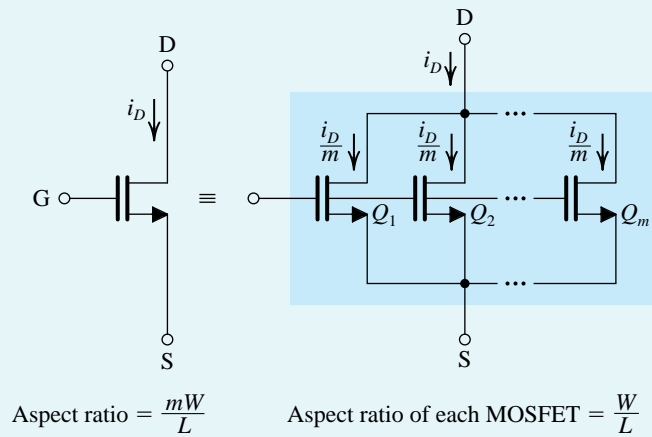 D
D
i_D
i_D
i_D/m
i_D/m
i_D/m
G
≡
Q_1
Q_2
Q_m
S
S
Aspect ratio = mW/L
Aspect ratio of each MOSFET = W/L